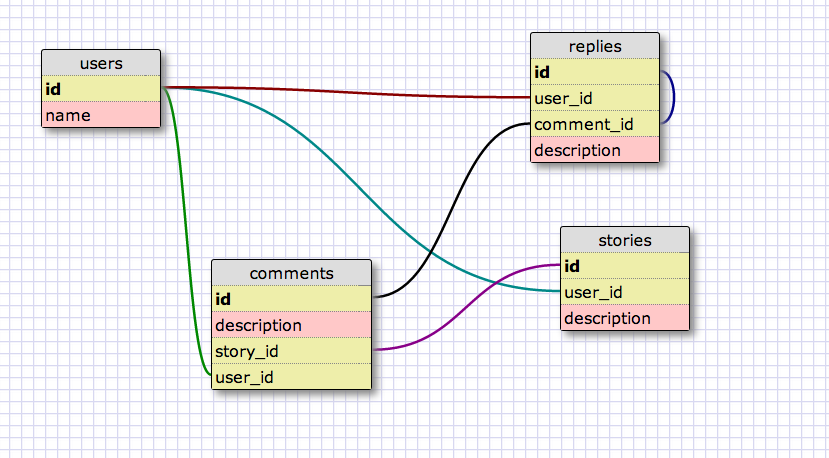 users
id
name
replies
id
user_id
comment_id
description
comments
id
description
story_id
user_id
stories
id
user_id
description